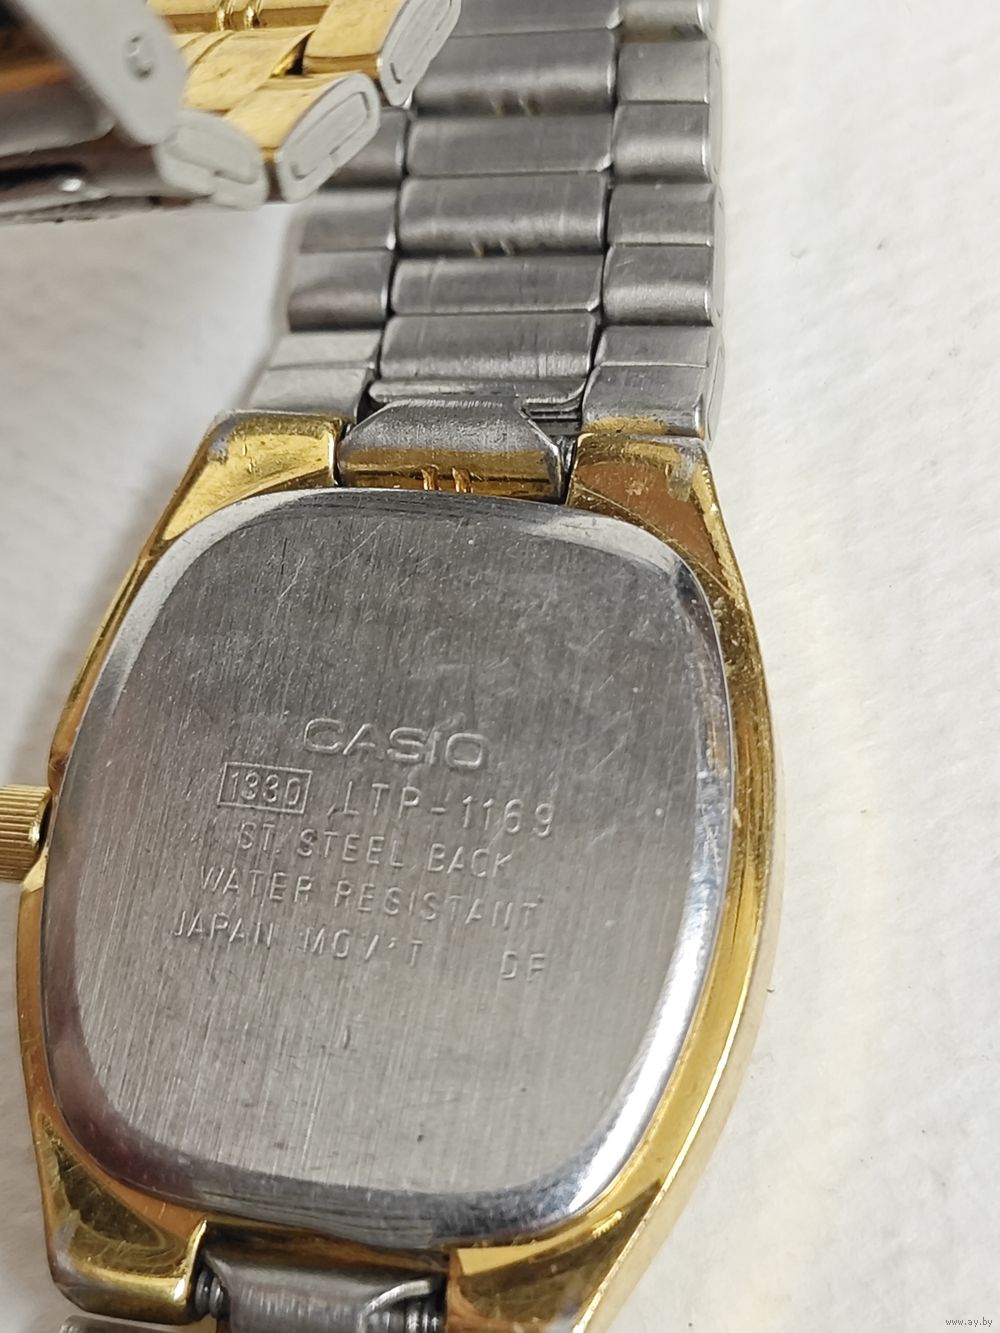 CASIO
1330 LTP-1169
ST. STEEL BACK
WATER RESISTANT
JAPAN MOV'T DF
www.ay.by